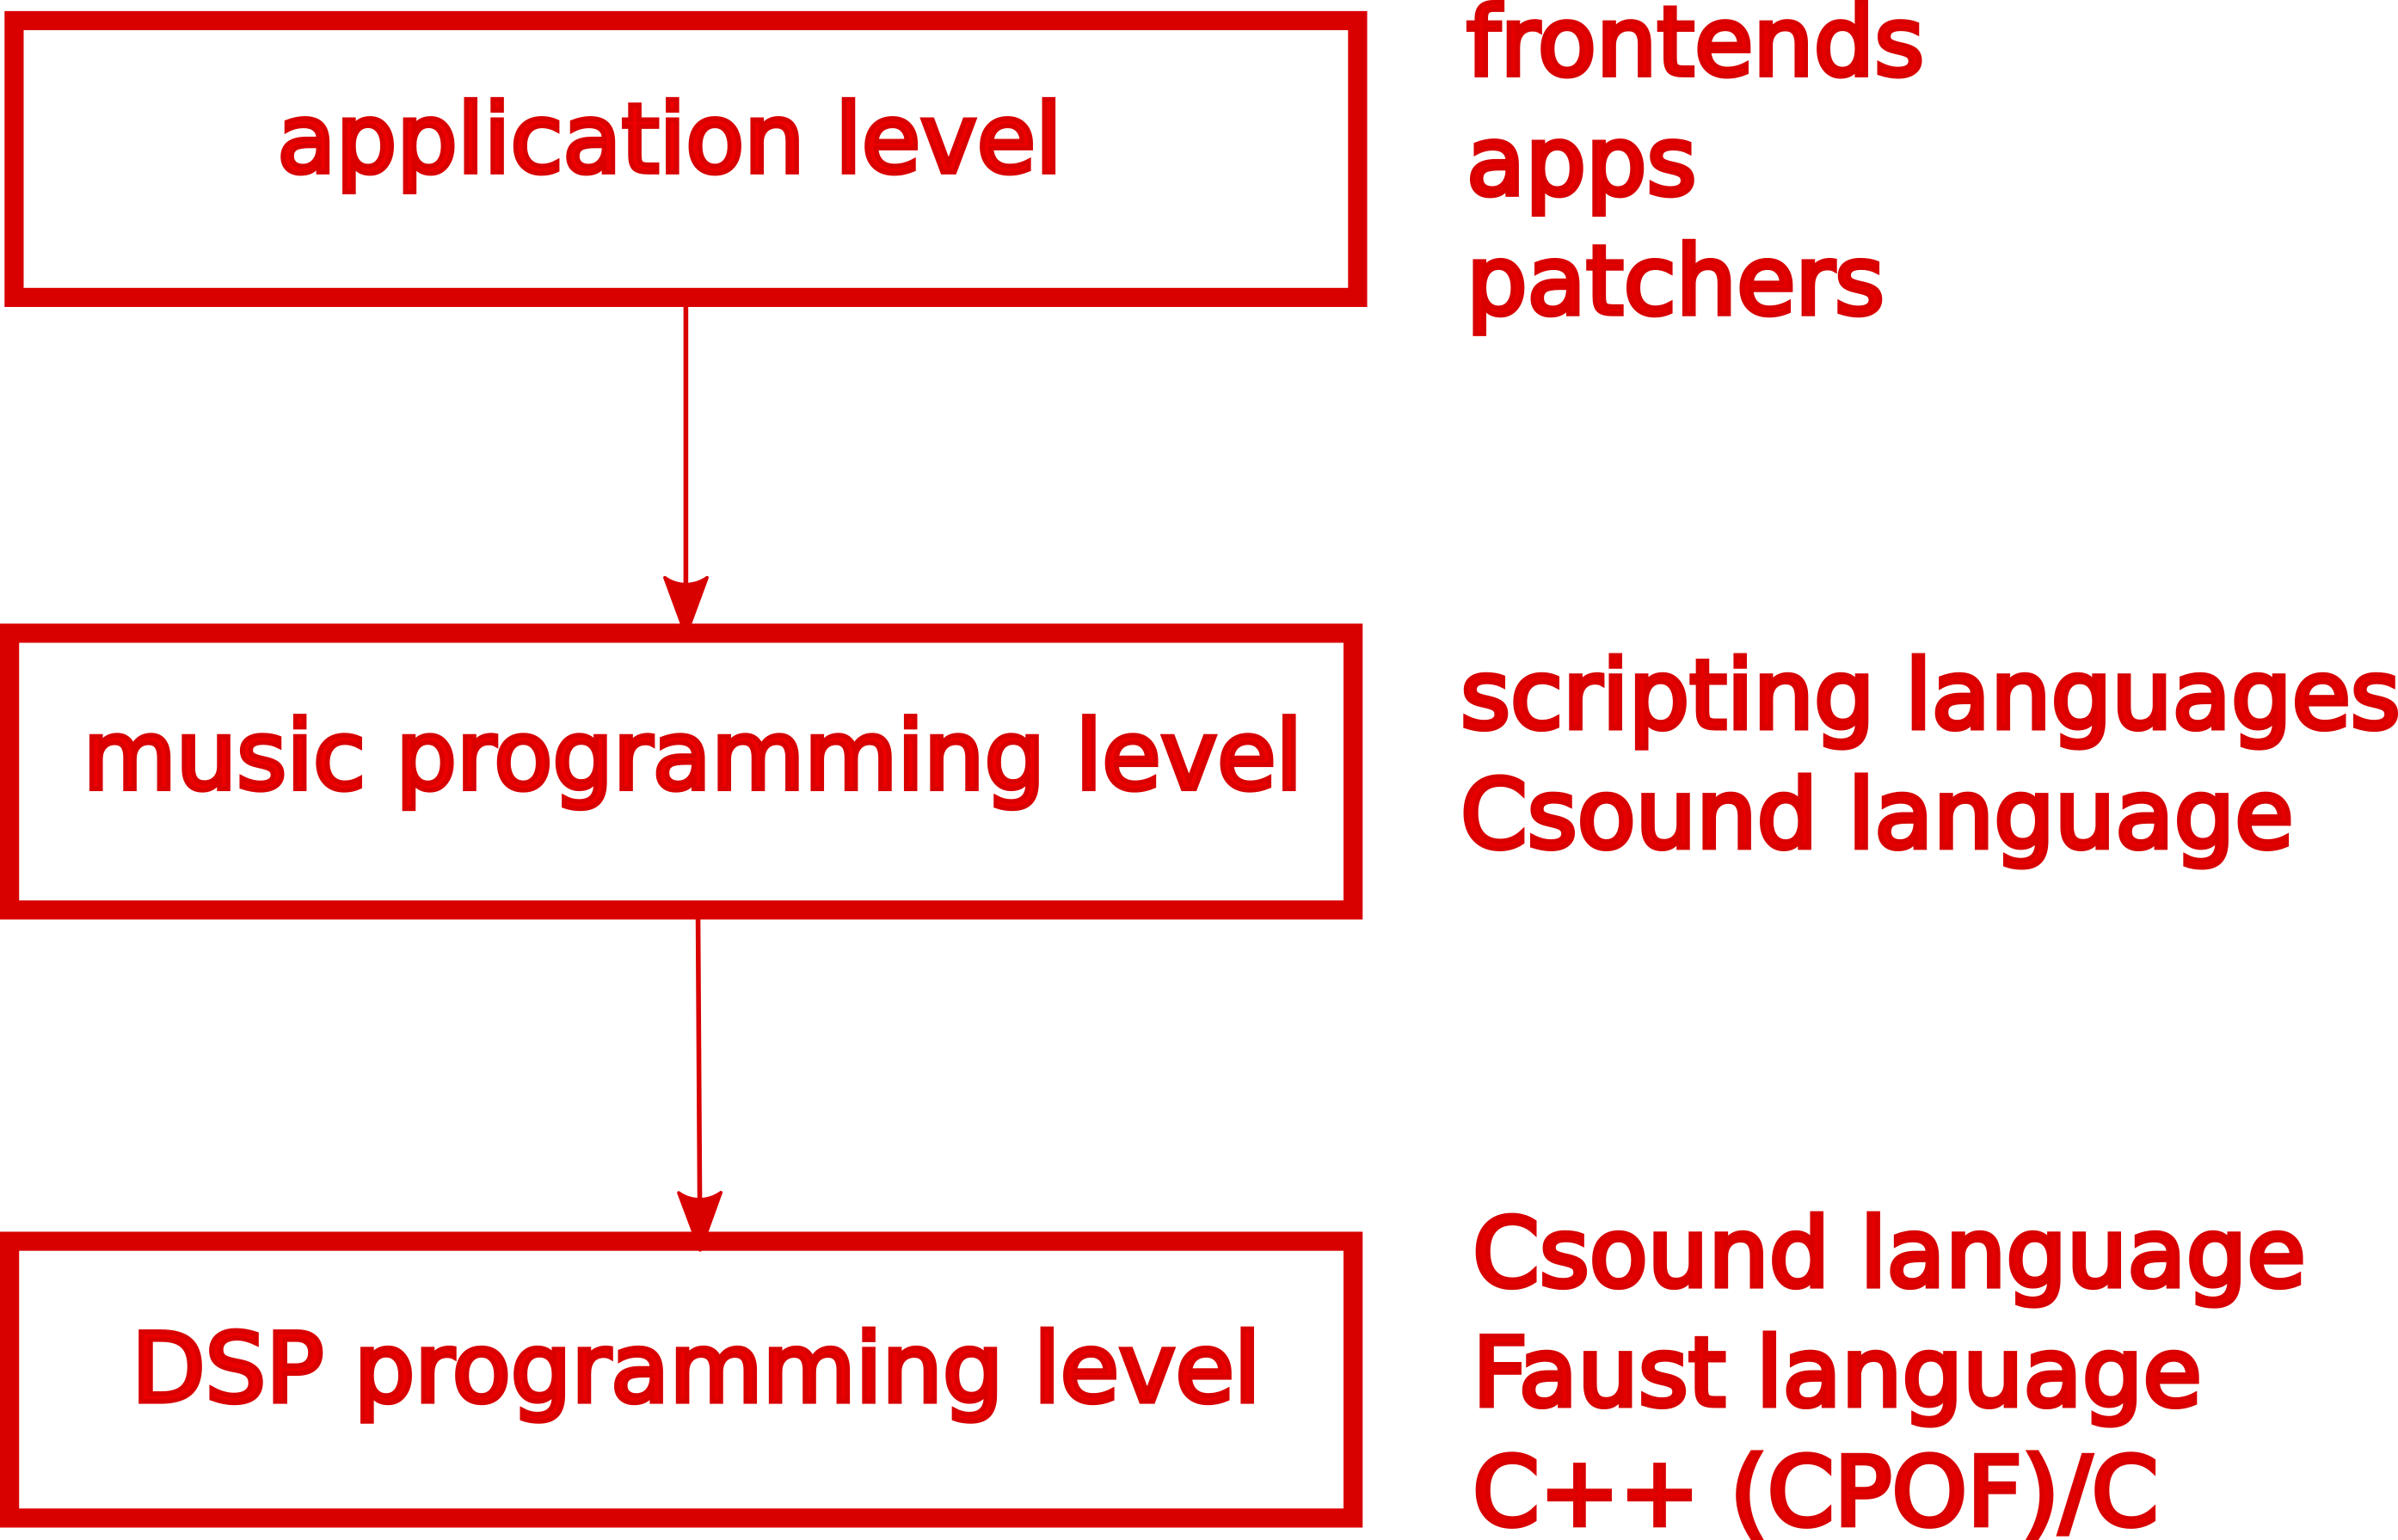 application level
frontends
apps
patchers
music programming level
scripting languages
Csound language
DSP programming level
Csound language
Faust language
C++ (CPOF)/C